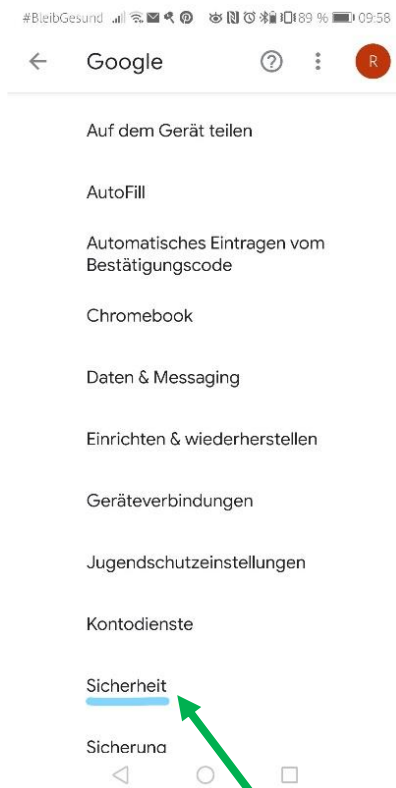 #BleibGesund 89 % 09:58
Google
R
Auf dem Gerät teilen
AutoFill
Automatisches Eintragen vom
Bestätigungscode
Chromebook
Daten & Messaging
Einrichten & wiederherstellen
Geräteverbindungen
Jugendschutzeinstellungen
Kontodienste
Sicherheit
Sicherung